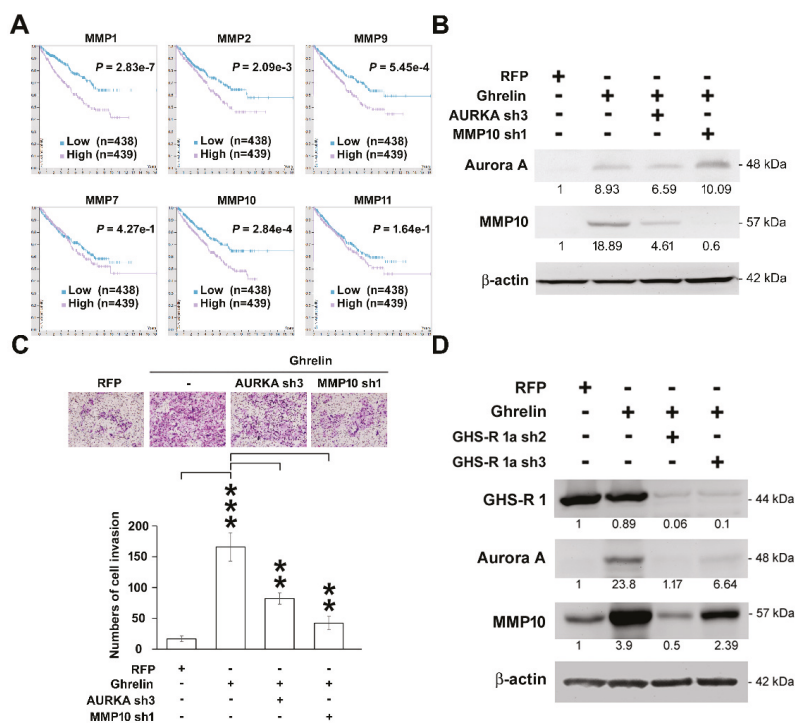 A
MMP1 MMP2 MMP9
P = 2.83e-7 P = 2.09e-3 P = 5.45e-4
Low (n=438) Low (n=438) Low (n=438)
High (n=439) High (n=439) High (n=439)
MMP7 MMP10 MMP11
P = 4.27e-1 P = 2.84e-4 P = 1.64e-1
Low (n=438) Low (n=438) Low (n=438)
High (n=439) High (n=439) High (n=439)
B
RFP + - - -
Ghrelin - + + +
AURKA sh3 - - + -
MMP10 sh1 - - - +
Aurora A - 48 kDa
1 8.93 6.59 10.09
MMP10 - 57 kDa
1 18.89 4.61 0.6
β-actin - 42 kDa
C
Ghrelin
RFP - AURKA sh3 MMP10 sh1
*** ** **
Numbers of cell invasion
200
150
100
50
0
RFP + - - -
Ghrelin - + + +
AURKA sh3 - - + -
MMP10 sh1 - - - +
D
RFP + - - -
Ghrelin - + + +
GHS-R 1a sh2 - - + -
GHS-R 1a sh3 - - - +
GHS-R 1 - 44 kDa
1 0.89 0.06 0.1
Aurora A - 48 kDa
1 23.8 1.17 6.64
MMP10 - 57 kDa
1 3.9 0.5 2.39
β-actin - 42 kDa